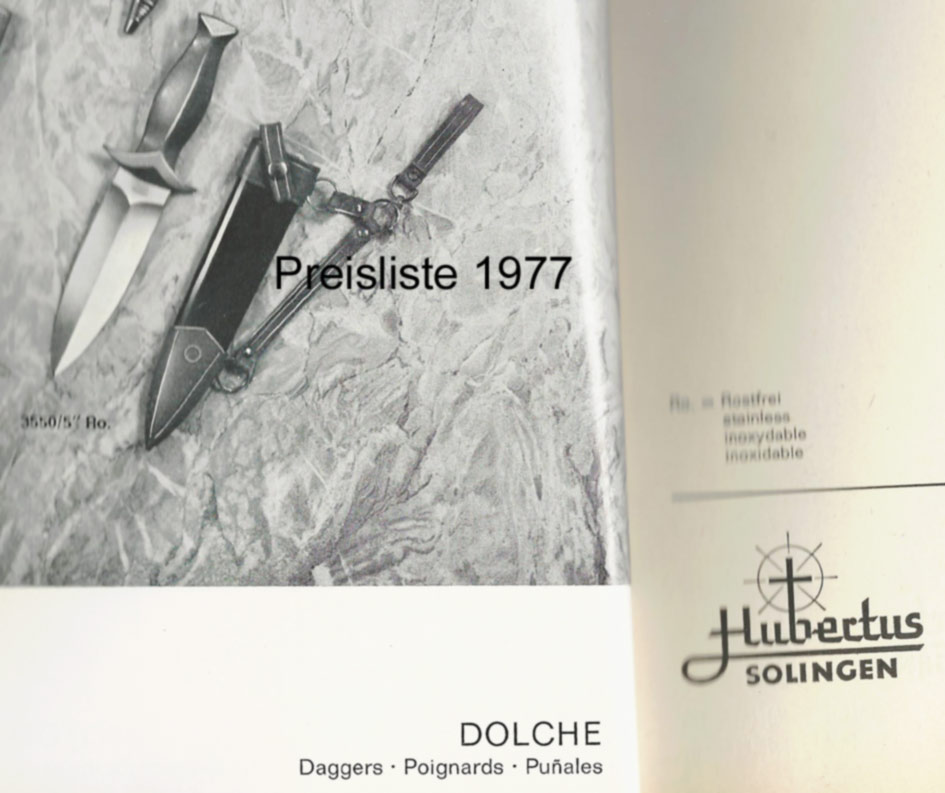 Preisliste 1977
3550/5" Ro.
DOLCHE
Daggers · Poignards · Puñales
Ro. = Rostfrei
stainless
inoxydable
inoxidable
Hubertus
SOLINGEN